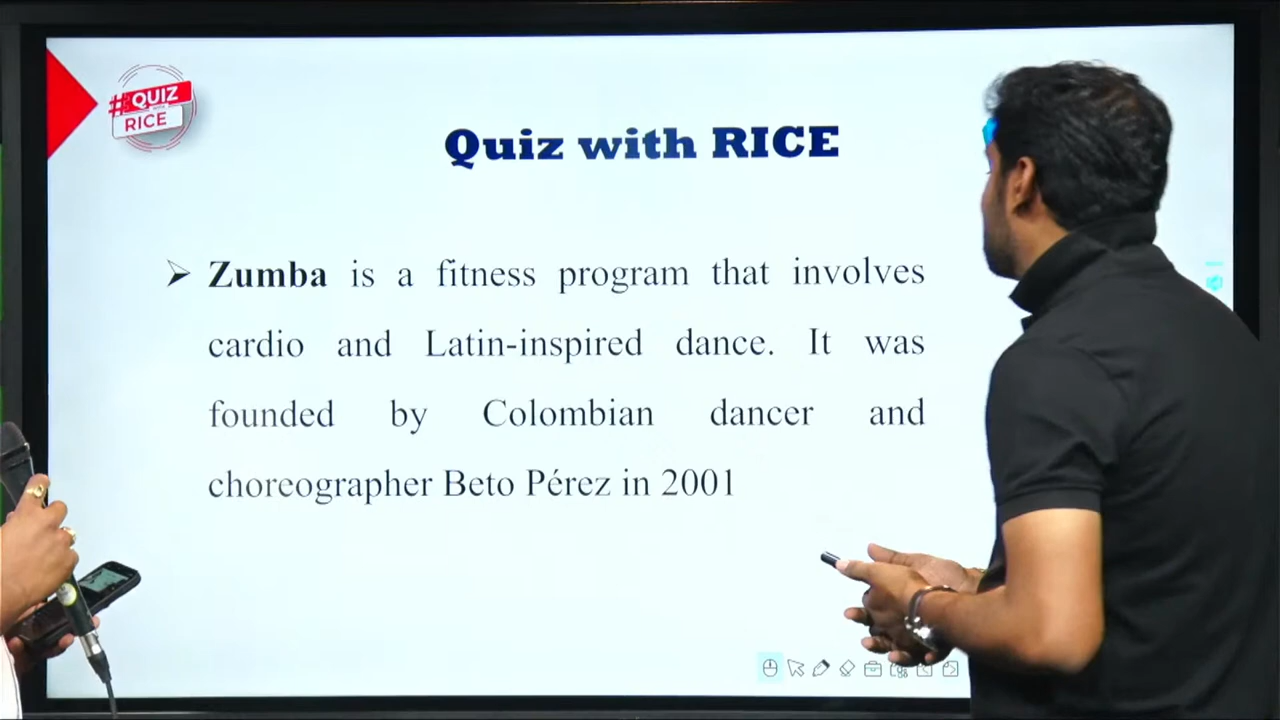 #QUIZ
WITH
RICE
Quiz with RICE
➢ Zumba is a fitness program that involves
cardio and Latin-inspired dance. It was
founded by Colombian dancer and
choreographer Beto Pérez in 2001